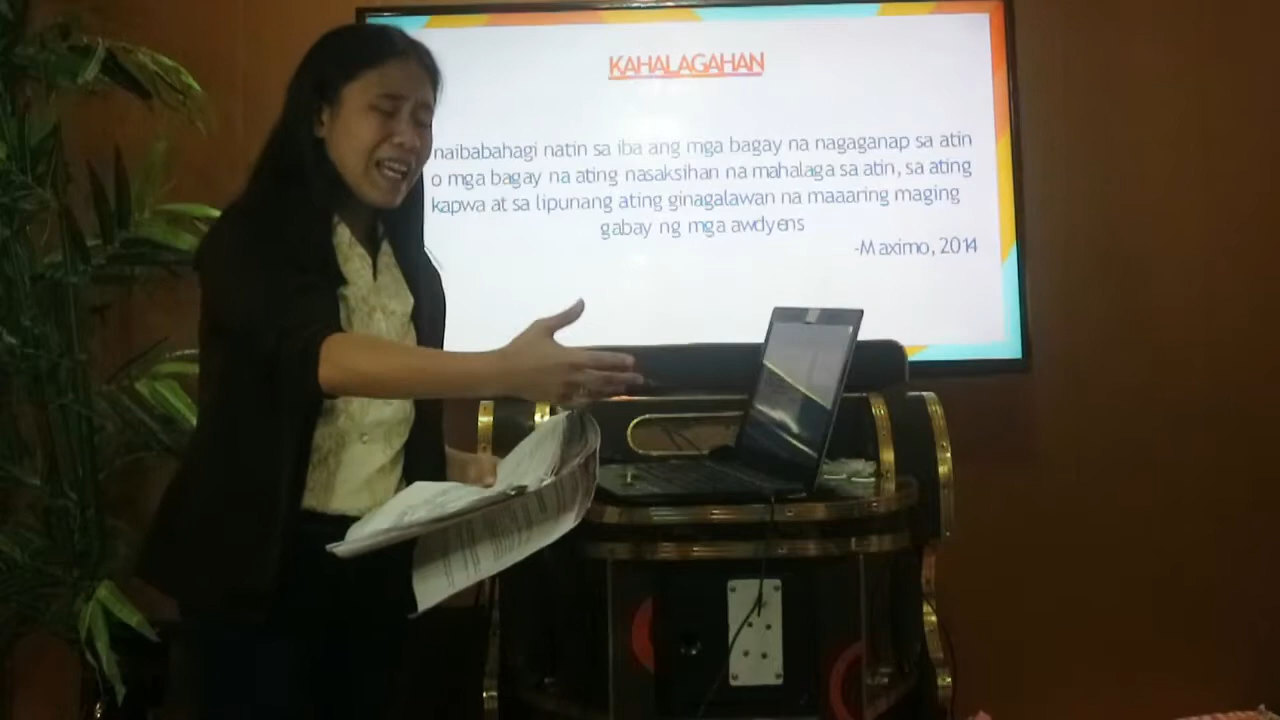 KAHALAGAHAN
naibabahagi natin sa iba ang mga bagay na nagaganap sa atin
o mga bagay na ating nasaksihan na mahalaga sa atin, sa ating
kapwa at sa lipunang ating ginagalawan na maaaring maging
gabay ng mga awdyens
-Maximo, 2014